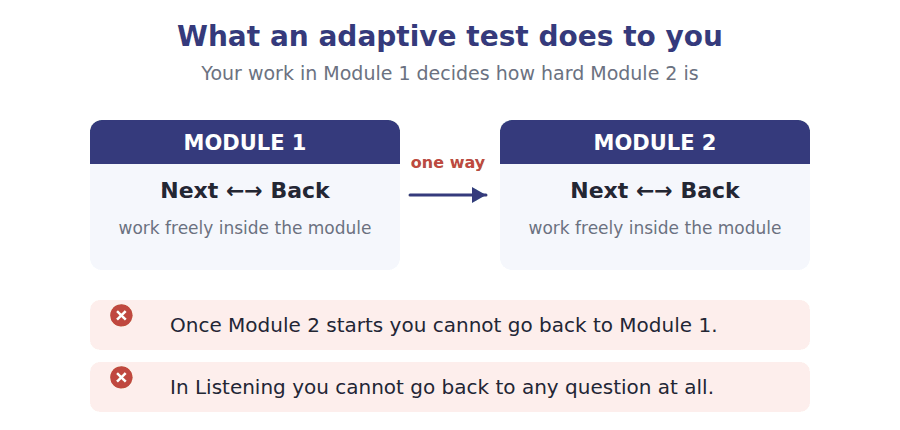 What an adaptive test does to you
Your work in Module 1 decides how hard Module 2 is
MODULE 1
Next ←→ Back
work freely inside the module
one way
MODULE 2
Next ←→ Back
work freely inside the module
Once Module 2 starts you cannot go back to Module 1.
In Listening you cannot go back to any question at all.